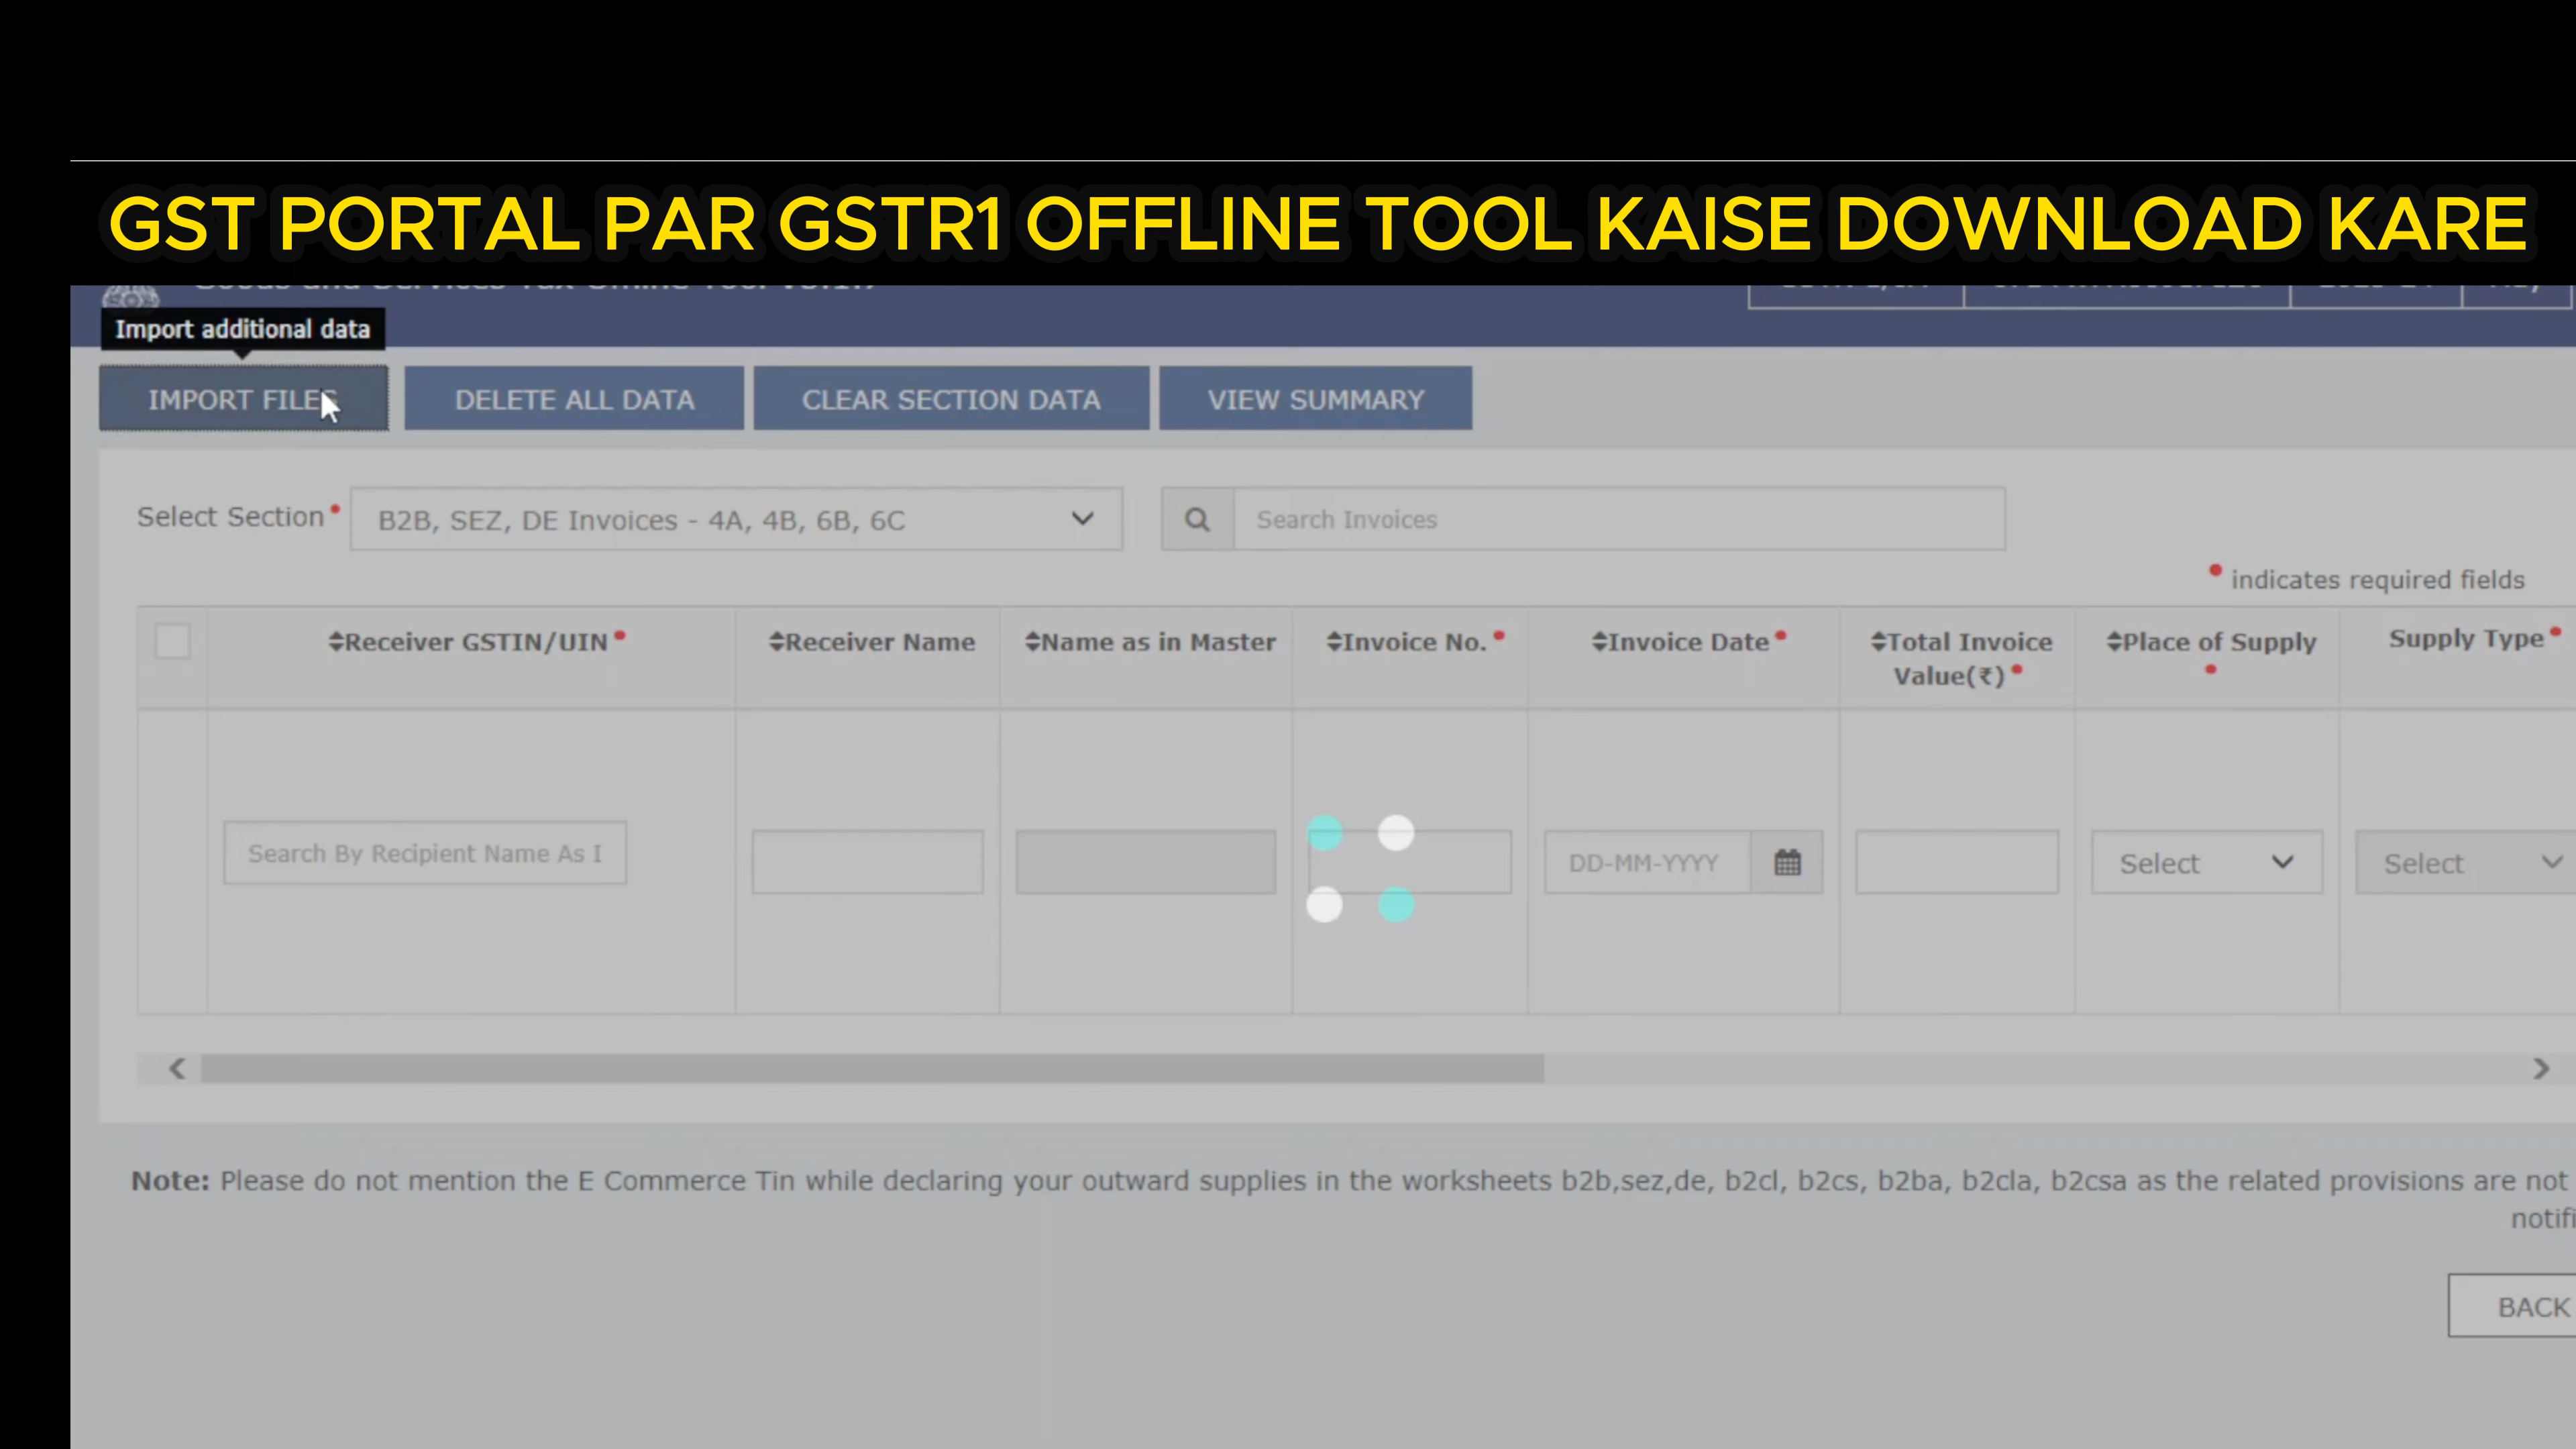 GST PORTAL PAR GSTR1 OFFLINE TOOL KAISE DOWNLOAD KARE
Goods and Services Tax
Import additional data
IMPORT FILES
DELETE ALL DATA
CLEAR SECTION DATA
VIEW SUMMARY
Select Section• B2B, SEZ, DE Invoices - 4A, 4B, 6B, 6C
Search Invoices
• indicates required fields
Receiver GSTIN/UIN•
Receiver Name
Name as in Master
Invoice No.•
Invoice Date•
Total Invoice
Value(₹)•
Place of Supply
•
Supply Type•
Search By Recipient Name As I
DD-MM-YYYY
Select
Select
Note: Please do not mention the E Commerce Tin while declaring your outward supplies in the worksheets b2b,sez,de, b2cl, b2cs, b2ba, b2cla, b2csa as the related provisions are not
notifi
BACK